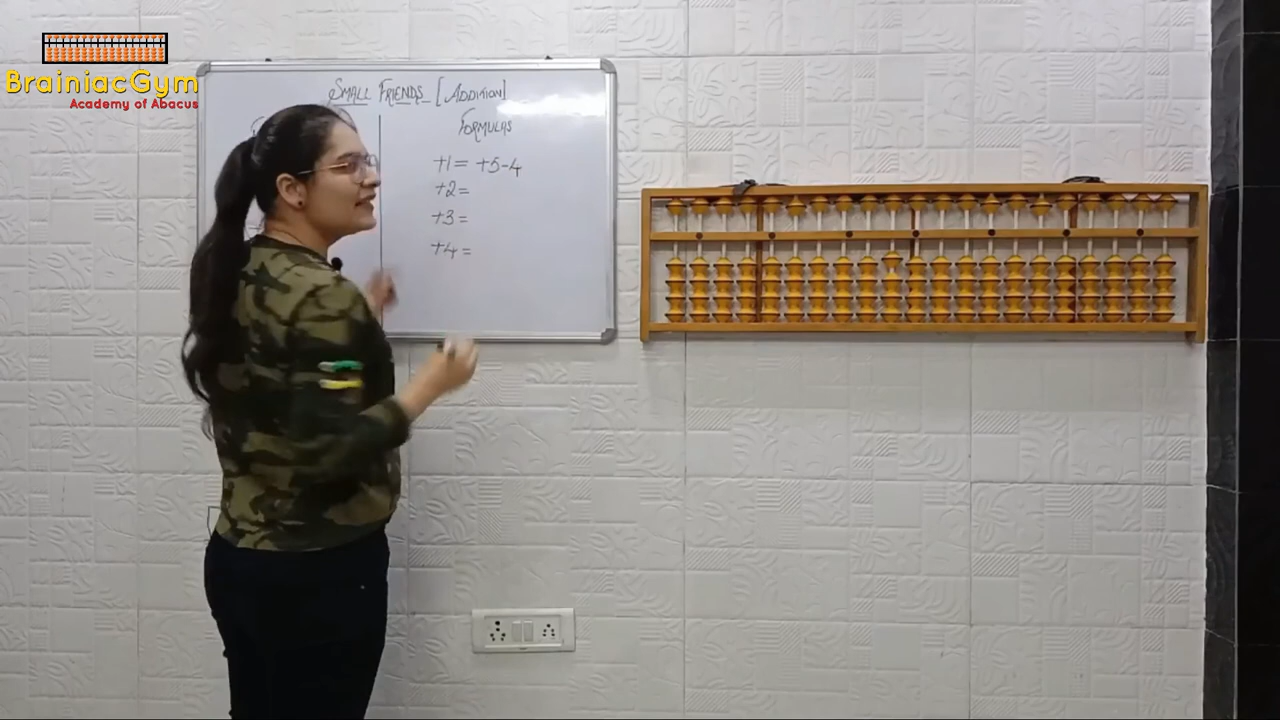 BrainiacGym
Academy of Abacus
SMALL FRIENDS [ADDITION]
FORMULAS
+1= +5-4
+2=
+3=
+4=